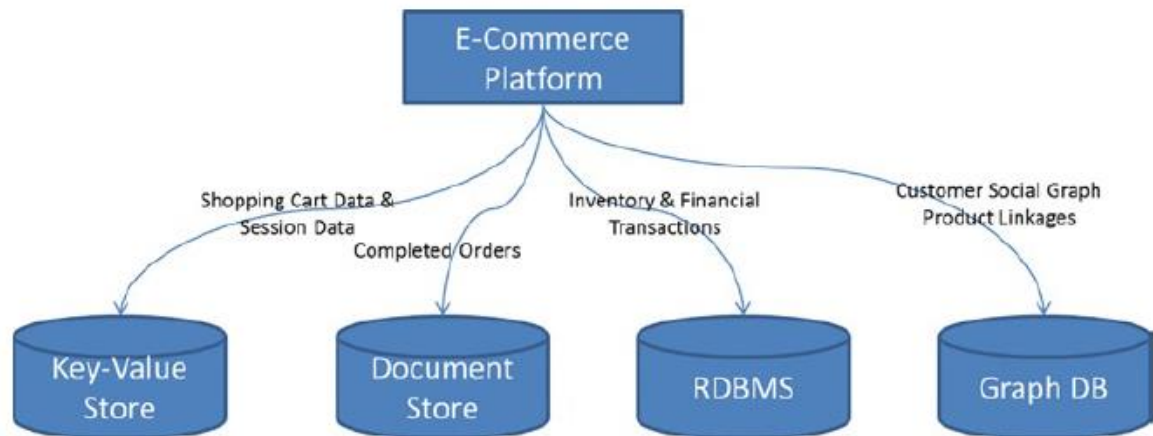 E-Commerce
Platform
Shopping Cart Data &
Session Data
Completed Orders
Inventory & Financial
Transactions
Customer Social Graph
Product Linkages
Key-Value
Store
Document
Store
RDBMS
Graph DB